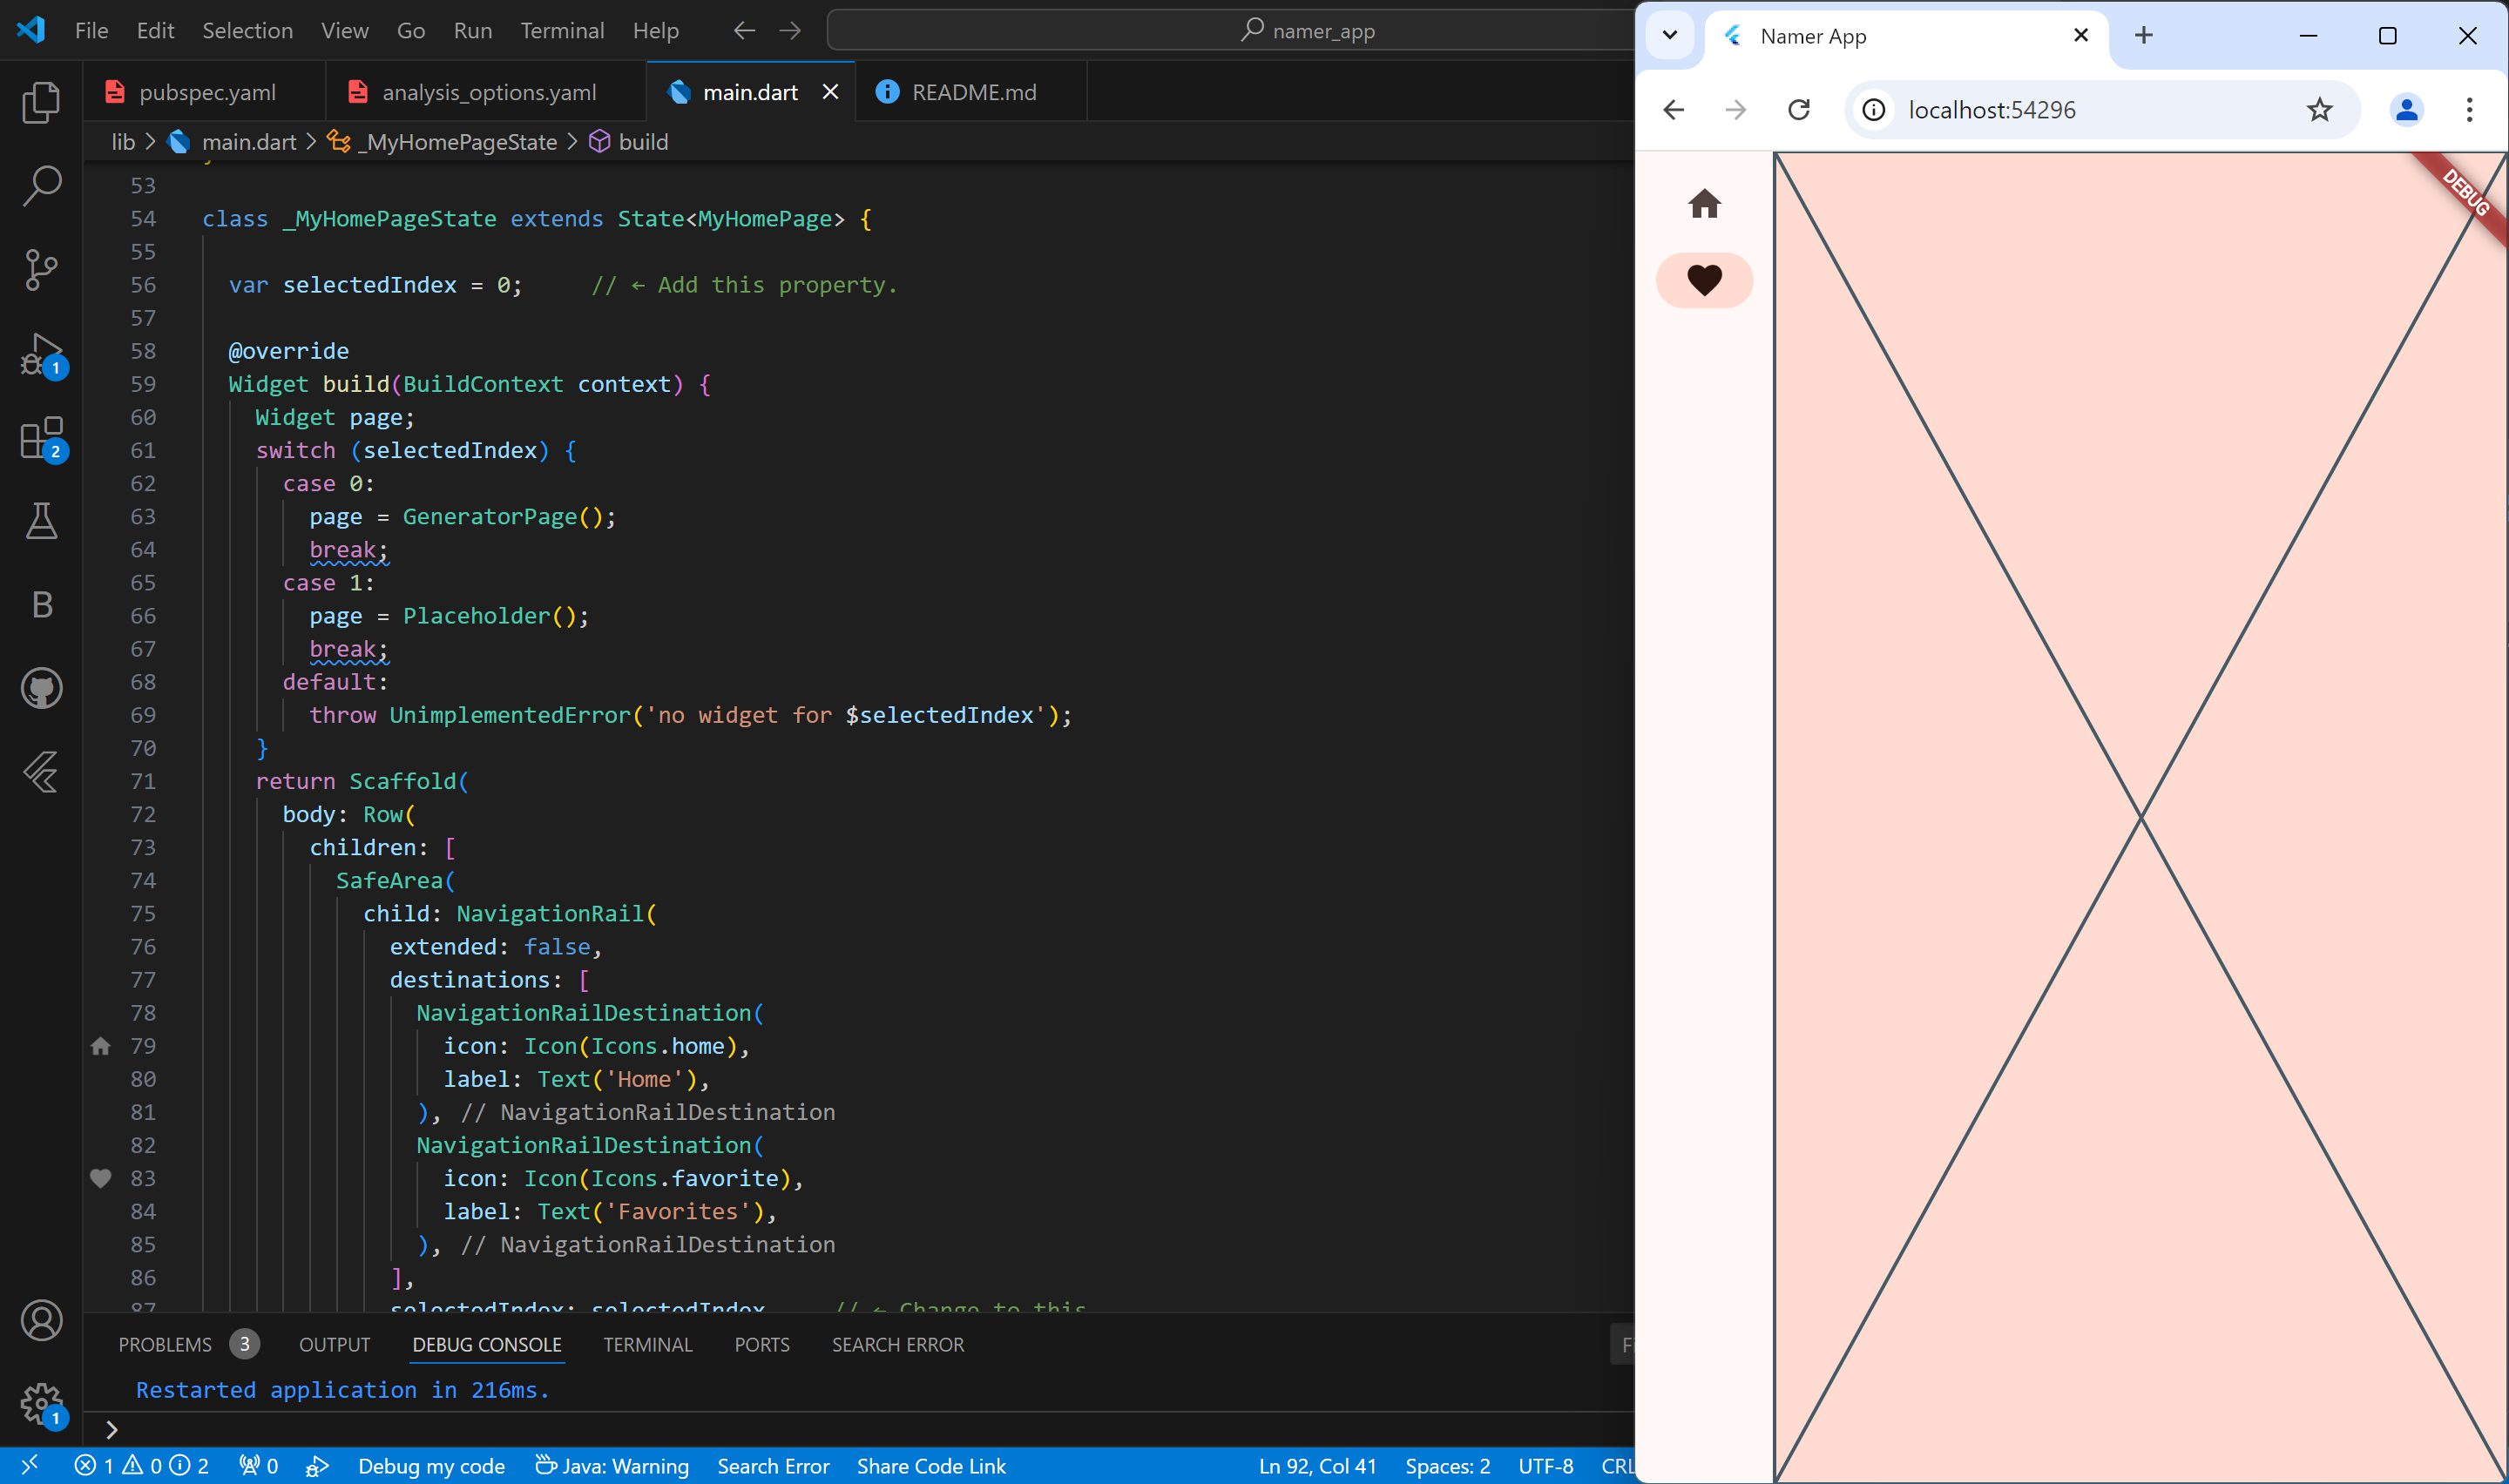 File Edit Selection View Go Run Terminal Help
namer_app
pubspec.yaml
analysis_options.yaml
main.dart
README.md
lib > main.dart > _MyHomePageState > build
53
54 class _MyHomePageState extends State<MyHomePage> {
55
56 var selectedIndex = 0; // ← Add this property.
57
58 @override
59 Widget build(BuildContext context) {
60 Widget page;
61 switch (selectedIndex) {
62 case 0:
63 page = GeneratorPage();
64 break;
65 case 1:
66 page = Placeholder();
67 break;
68 default:
69 throw UnimplementedError('no widget for $selectedIndex');
70 }
71 return Scaffold(
72 body: Row(
73 children: [
74 SafeArea(
75 child: NavigationRail(
76 extended: false,
77 destinations: [
78 NavigationRailDestination(
79 icon: Icon(Icons.home),
80 label: Text('Home'),
81 ), // NavigationRailDestination
82 NavigationRailDestination(
83 icon: Icon(Icons.favorite),
84 label: Text('Favorites'),
85 ), // NavigationRailDestination
86 ],
87 selectedIndex: selectedIndex // ← Change to this
1
2
B
1
PROBLEMS 3 OUTPUT DEBUG CONSOLE TERMINAL PORTS SEARCH ERROR
Restarted application in 216ms.
>
1 0 2 0 Debug my code Java: Warning Search Error Share Code Link Ln 92, Col 41 Spaces: 2 UTF-8 CRL
Namer App
localhost:54296
DEBUG